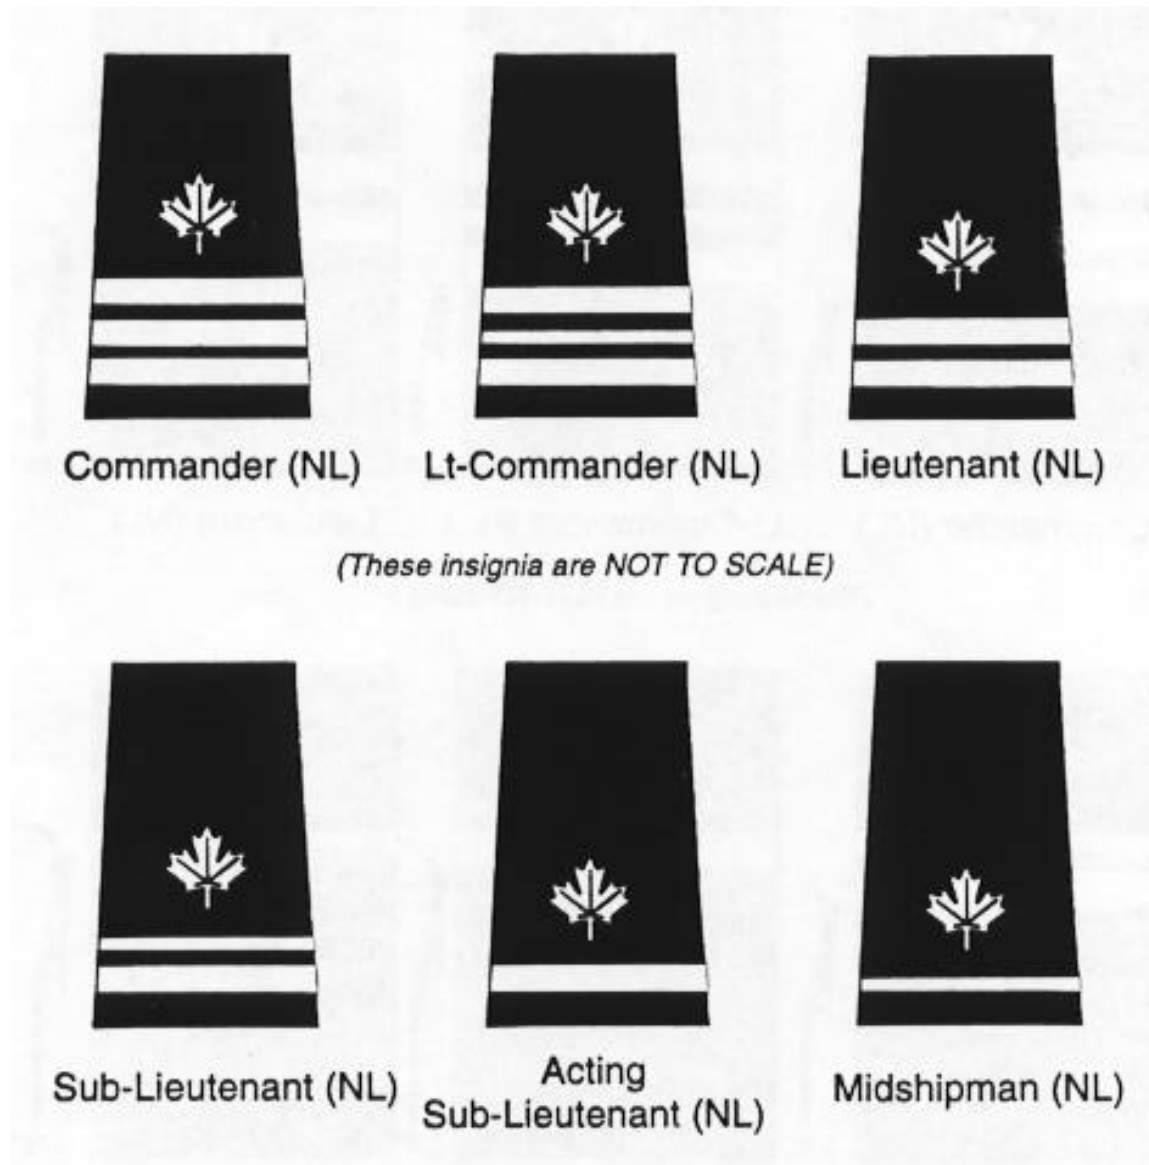 Commander (NL) Lt-Commander (NL) Lieutenant (NL)
(These insignia are NOT TO SCALE)
Sub-Lieutenant (NL) Acting Sub-Lieutenant (NL) Midshipman (NL)